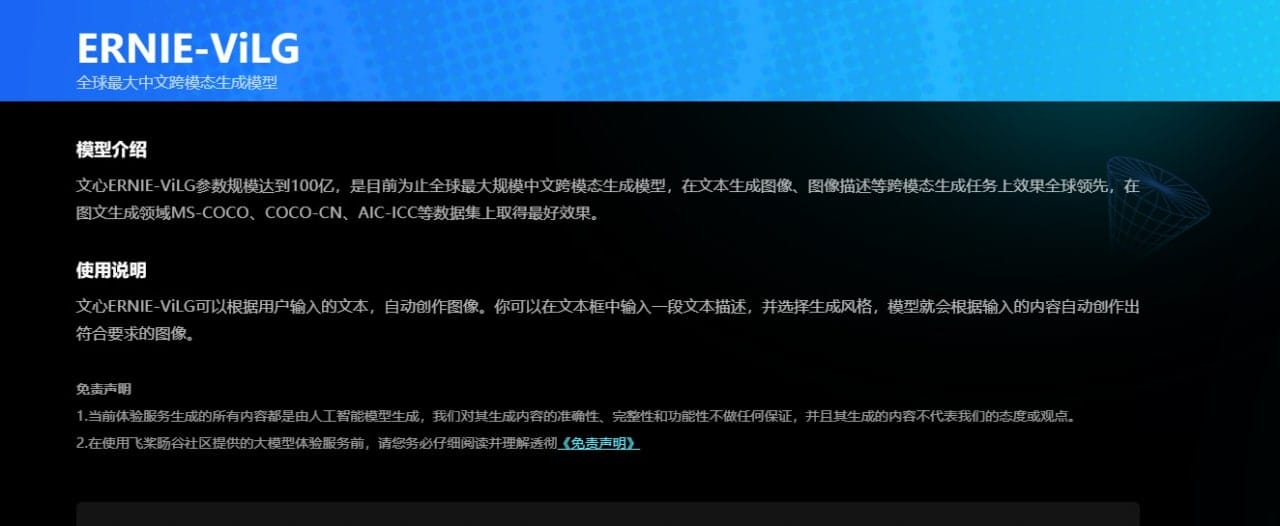 ERNIE-ViLG
全球最大中文跨模态生成模型
模型介绍
文心ERNIE-ViLG参数规模达到100亿，是目前为止全球最大规模中文跨模态生成模型，在文本生成图像、图像描述等跨模态生成任务上效果全球领先，在
图文生成领域MS-COCO、COCO-CN、AIC-ICC等数据集上取得最好效果。
使用说明
文心ERNIE-ViLG可以根据用户输入的文本，自动创作图像。你可以在文本框中输入一段文本描述，并选择生成风格，模型就会根据输入的内容自动创作出
符合要求的图像。
免责声明
1.当前体验服务生成的所有内容都是由人工智能模型生成，我们对其生成内容的准确性、完整性和功能性不做任何保证，并且其生成的内容不代表我们的态度或观点。
2.在使用飞桨旸谷社区提供的大模型体验服务前，请您务必仔细阅读并理解透彻《免责声明》